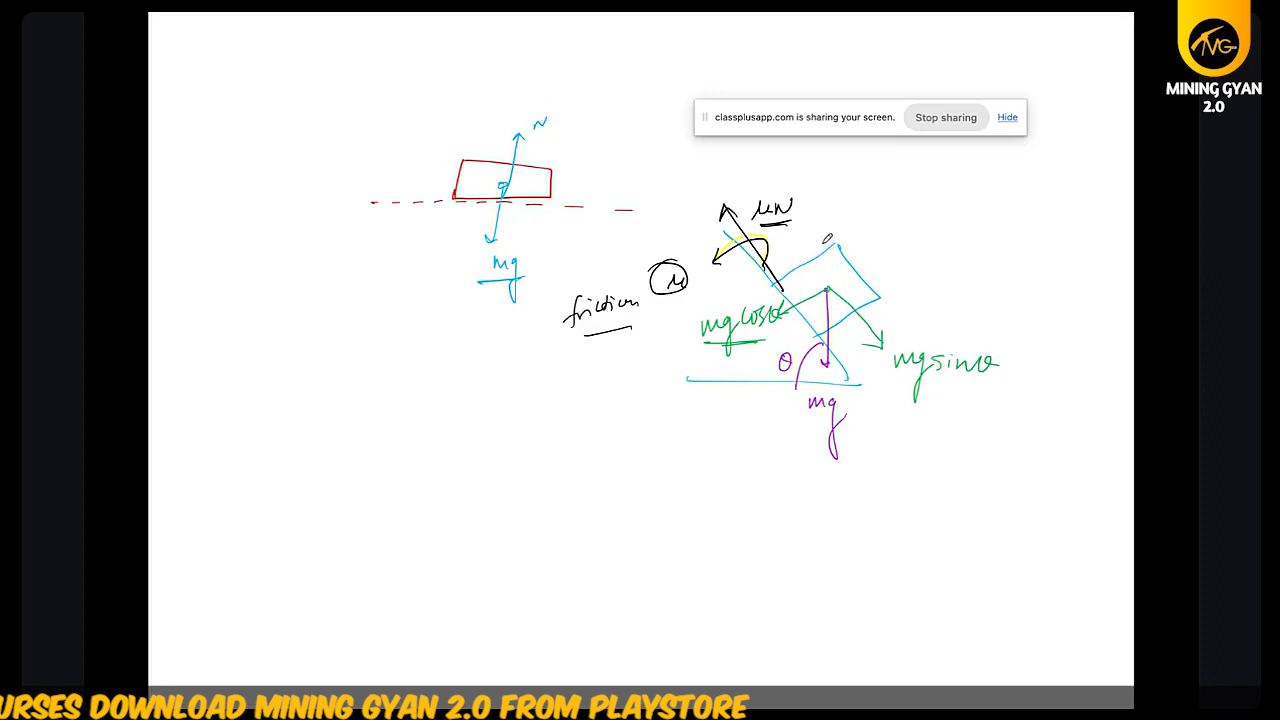 MINING GYAN
2.0
classplusapp.com is sharing your screen. Stop sharing Hide
N
mg
μN
friction μ
mg cosθ
θ
mg sinθ
mg
URSES DOWNLOAD MINING GYAN 2.0 FROM PLAYSTORE